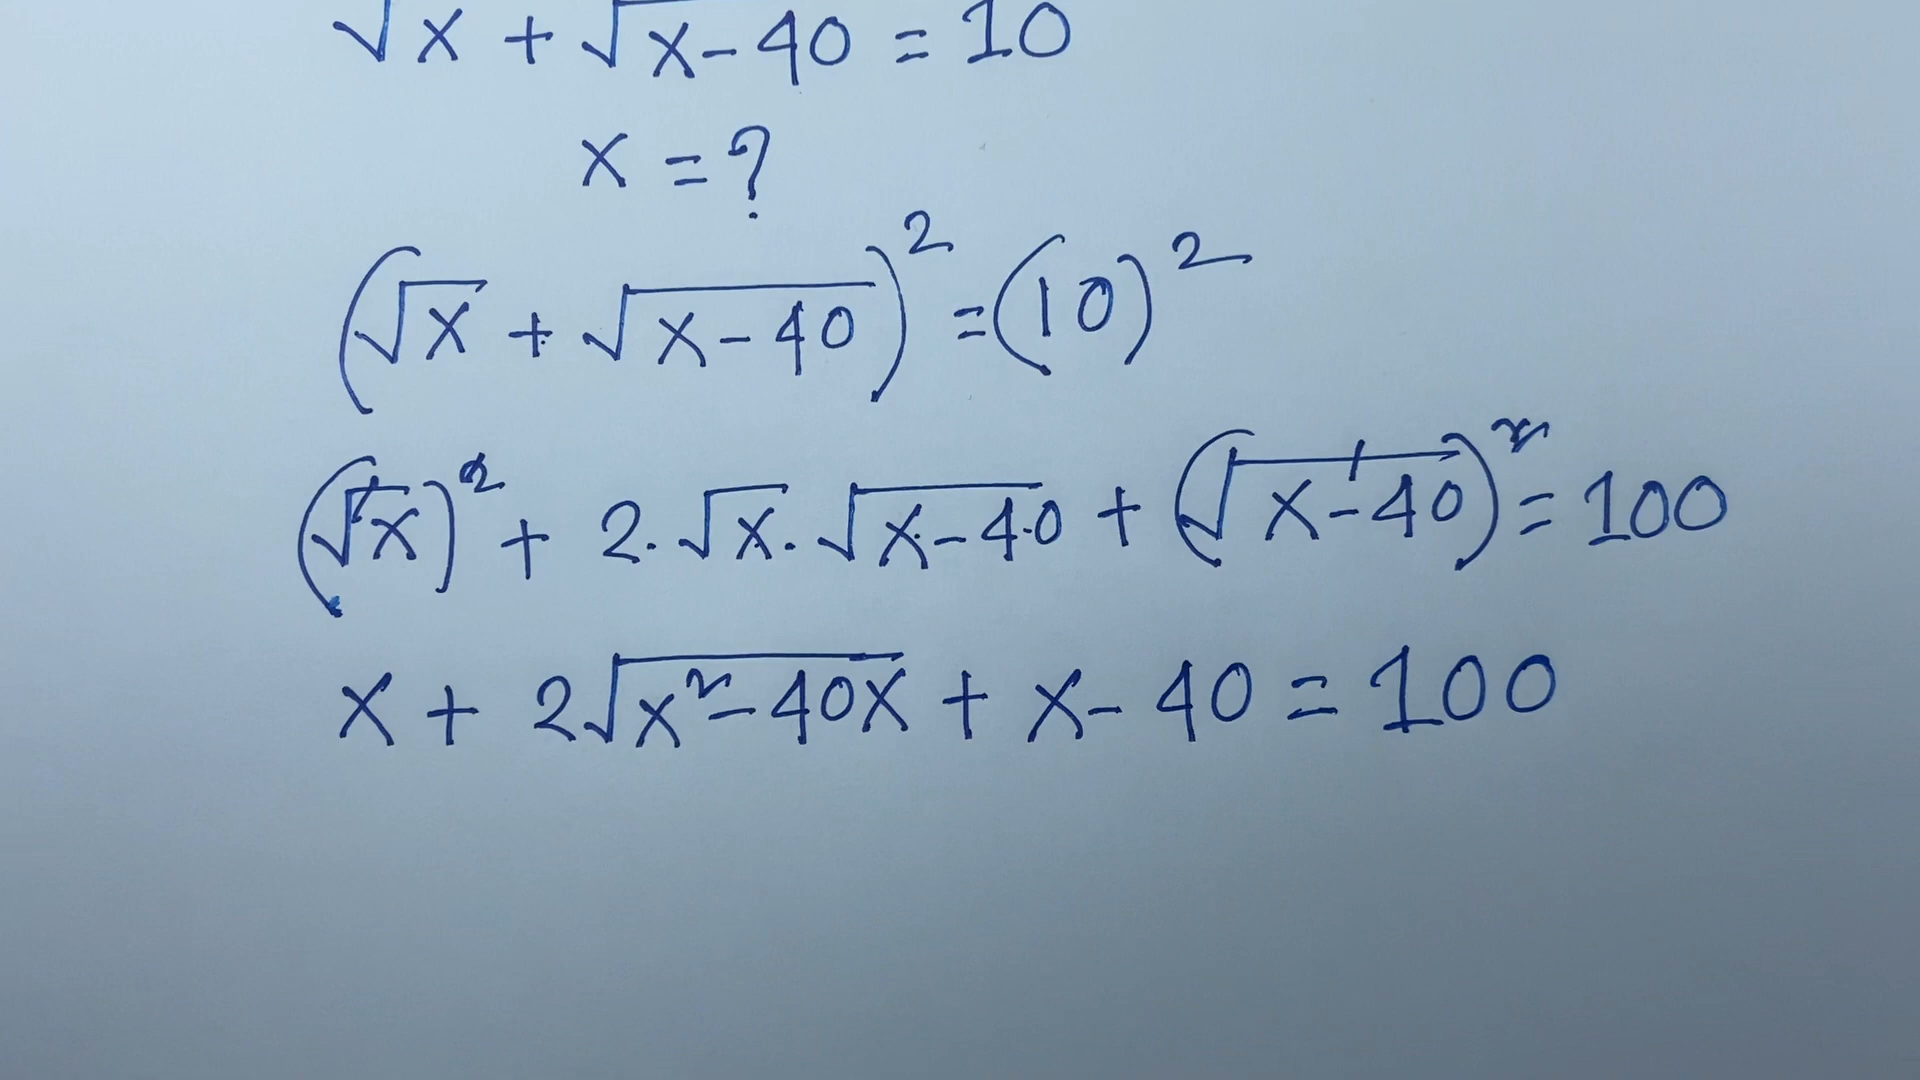 √x + √x-40 = 10
x = ?
(√x + √x-40)² = (10)²
(√x)² + 2.√x.√x-40 + (√x-40)² = 100
x + 2√x²-40x + x-40 = 100